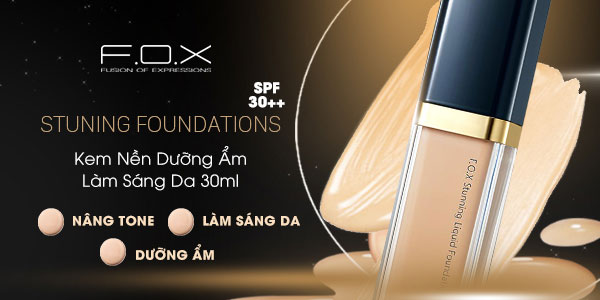 F.O.X
FUSION OF EXPRESSIONS
SPF
30++
STUNING FOUNDATIONS
Kem Nền Dưỡng Ẩm
Làm Sáng Da 30ml
NÂNG TONE
LÀM SÁNG DA
DƯỠNG ẨM
F.O.X Stunning Liquid Founda